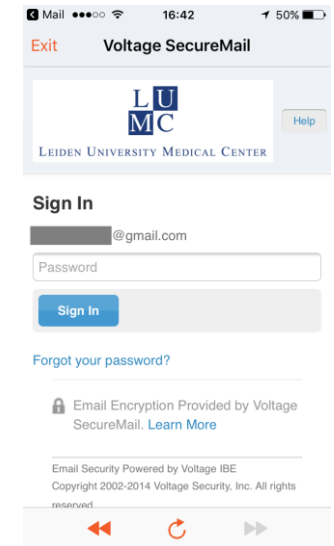 Mail 16:42 50%
Exit Voltage SecureMail
L U
M C
LEIDEN UNIVERSITY MEDICAL CENTER
Help
Sign In
@gmail.com
Password
Sign In
Forgot your password?
Email Encryption Provided by Voltage
SecureMail. Learn More
Email Security Powered by Voltage IBE
Copyright 2002-2014 Voltage Security, Inc. All rights
reserved